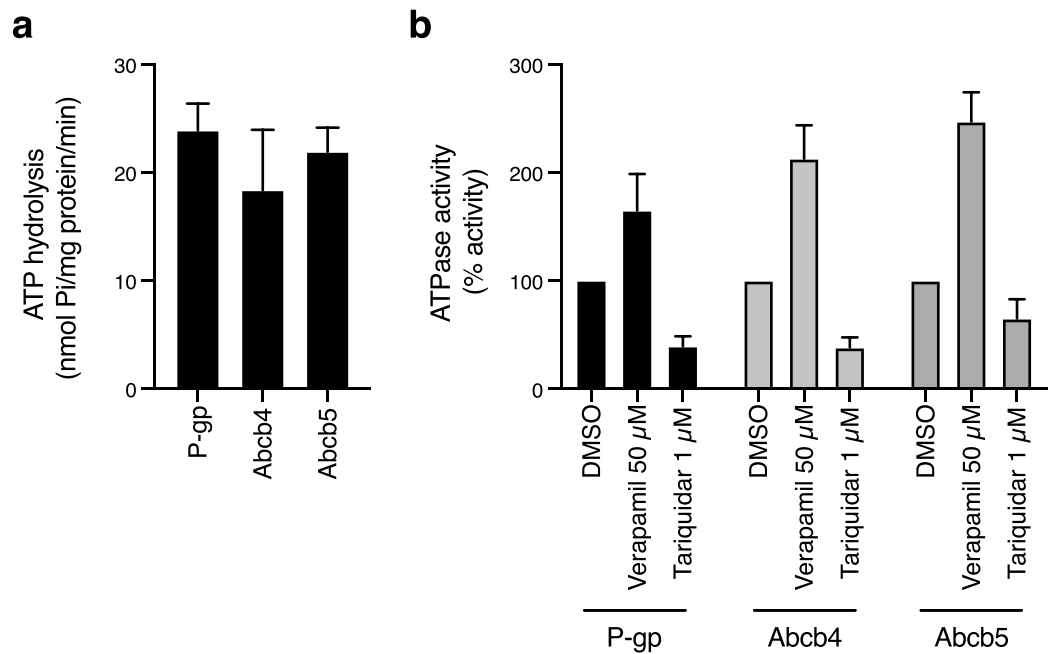 a
ATP hydrolysis
(nmol Pi/mg protein/min)
30
20
10
0
P-gp
Abcb4
Abcb5
b
ATPase activity
(% activity)
300
200
100
0
DMSO
Verapamil 50 µM
Tariquidar 1 µM
DMSO
Verapamil 50 µM
Tariquidar 1 µM
DMSO
Verapamil 50 µM
Tariquidar 1 µM
P-gp
Abcb4
Abcb5